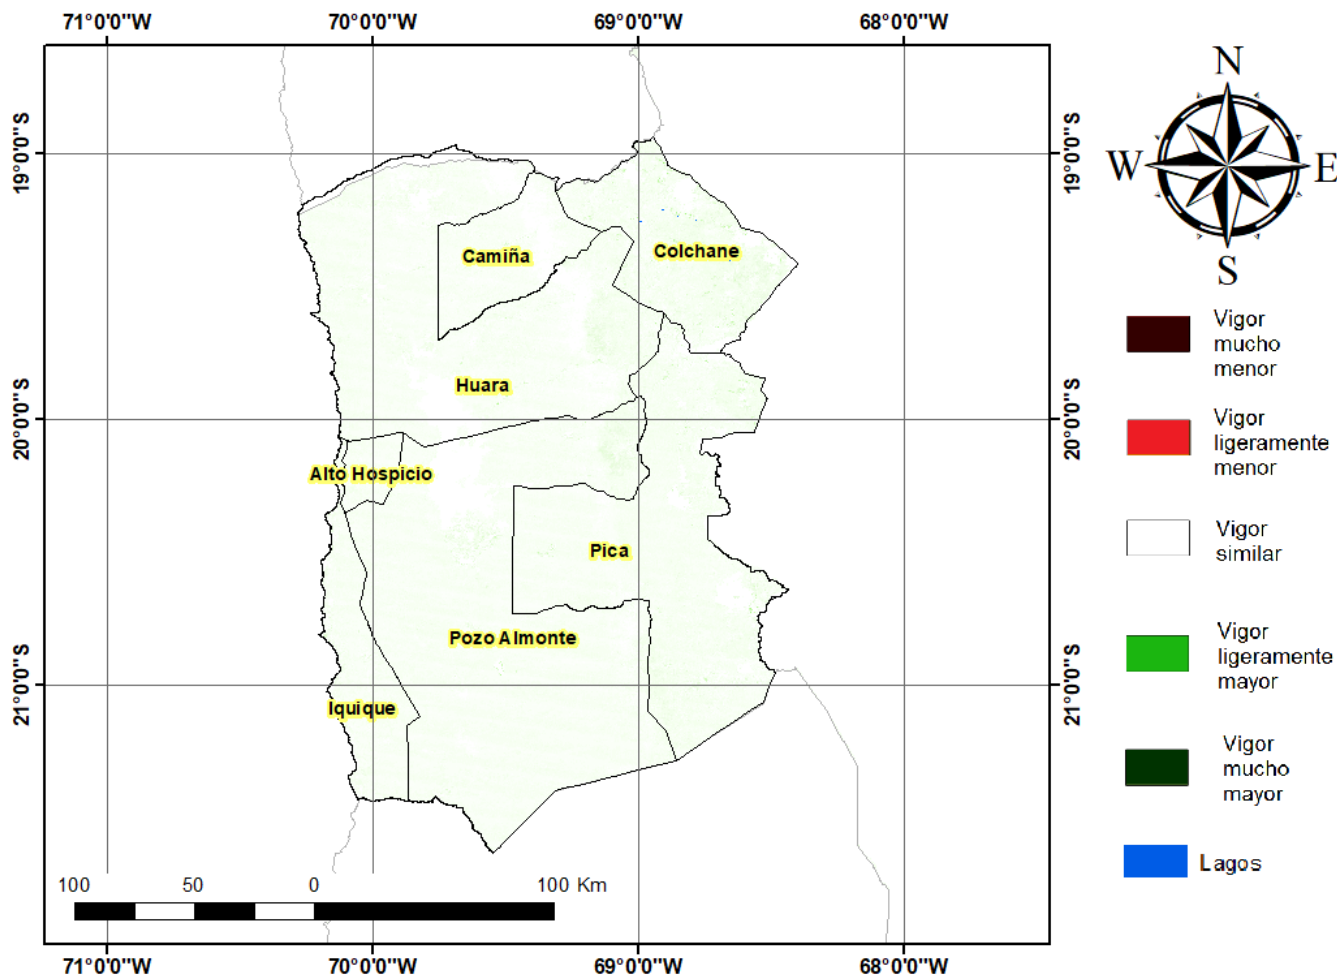 71°0'0"W 70°0'0"W 69°0'0"W 68°0'0"W
19°0'0"S
19°0'0"S
20°0'0"S
20°0'0"S
21°0'0"S
21°0'0"S
Camiña
Colchane
Huara
Alto Hospicio
Pica
Pozo Almonte
Iquique
100 50 0 100 Km
71°0'0"W 70°0'0"W 69°0'0"W 68°0'0"W
N
W E
S
Vigor
mucho
menor
Vigor
ligeramente
menor
Vigor
similar
Vigor
ligeramente
mayor
Vigor
mucho
mayor
Lagos